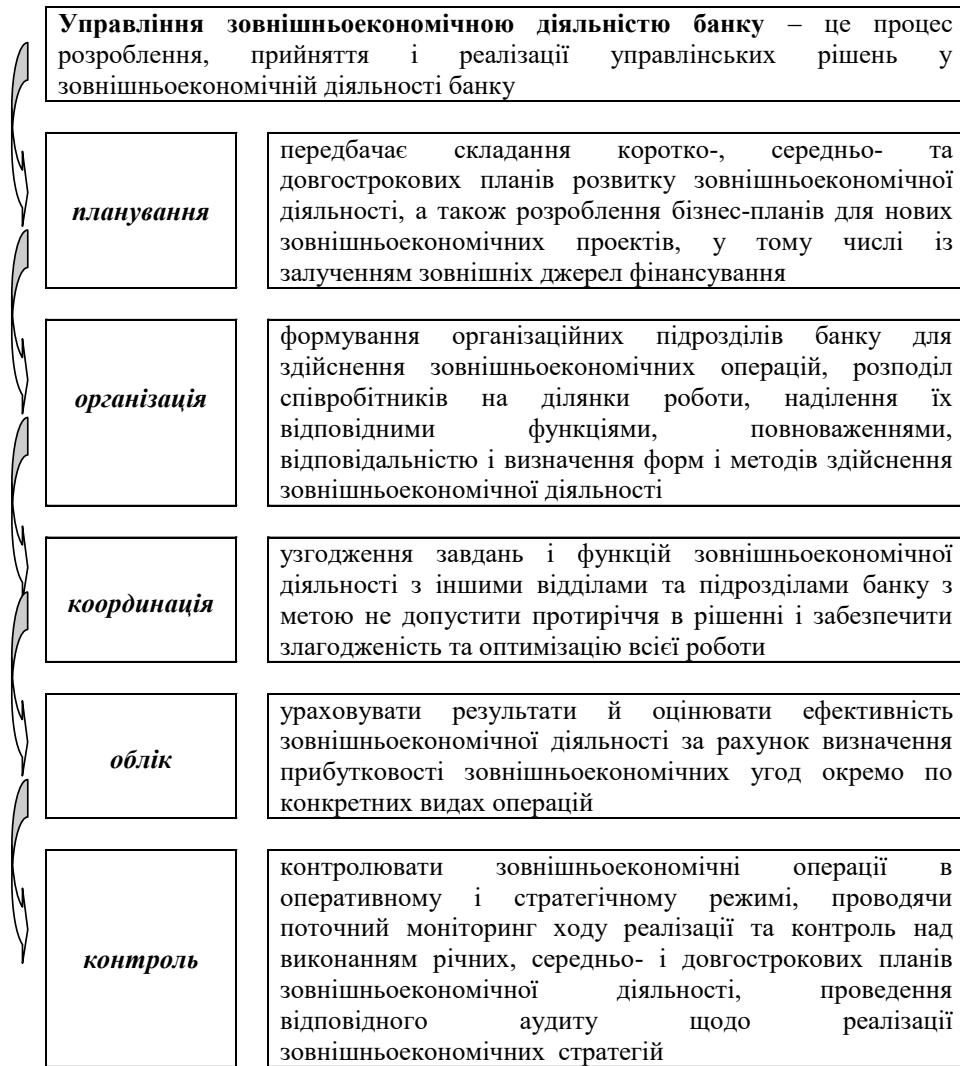 Управління зовнішньоекономічною діяльністю банку – це процес
розроблення, прийняття і реалізації управлінських рішень у
зовнішньоекономічній діяльності банку
планування
передбачає складання коротко-, середньо- та
довгострокових планів розвитку зовнішньоекономічної
діяльності, а також розроблення бізнес-планів для нових
зовнішньоекономічних проектів, у тому числі із
залученням зовнішніх джерел фінансування
організація
формування організаційних підрозділів банку для
здійснення зовнішньоекономічних операцій, розподіл
співробітників на ділянки роботи, наділення їх
відповідними функціями, повноваженнями,
відповідальністю і визначення форм і методів здійснення
зовнішньоекономічної діяльності
координація
узгодження завдань і функцій зовнішньоекономічної
діяльності з іншими відділами та підрозділами банку з
метою не допустити протиріччя в рішенні і забезпечити
злагодженість та оптимізацію всієї роботи
облік
ураховувати результати й оцінювати ефективність
зовнішньоекономічної діяльності за рахунок визначення
прибутковості зовнішньоекономічних угод окремо по
конкретних видах операцій
контроль
контролювати зовнішньоекономічні операції в
оперативному і стратегічному режимі, проводячи
поточний моніторинг ходу реалізації та контроль над
виконанням річних, середньо- і довгострокових планів
зовнішньоекономічної діяльності, проведення
відповідного аудиту щодо реалізації
зовнішньоекономічних стратегій